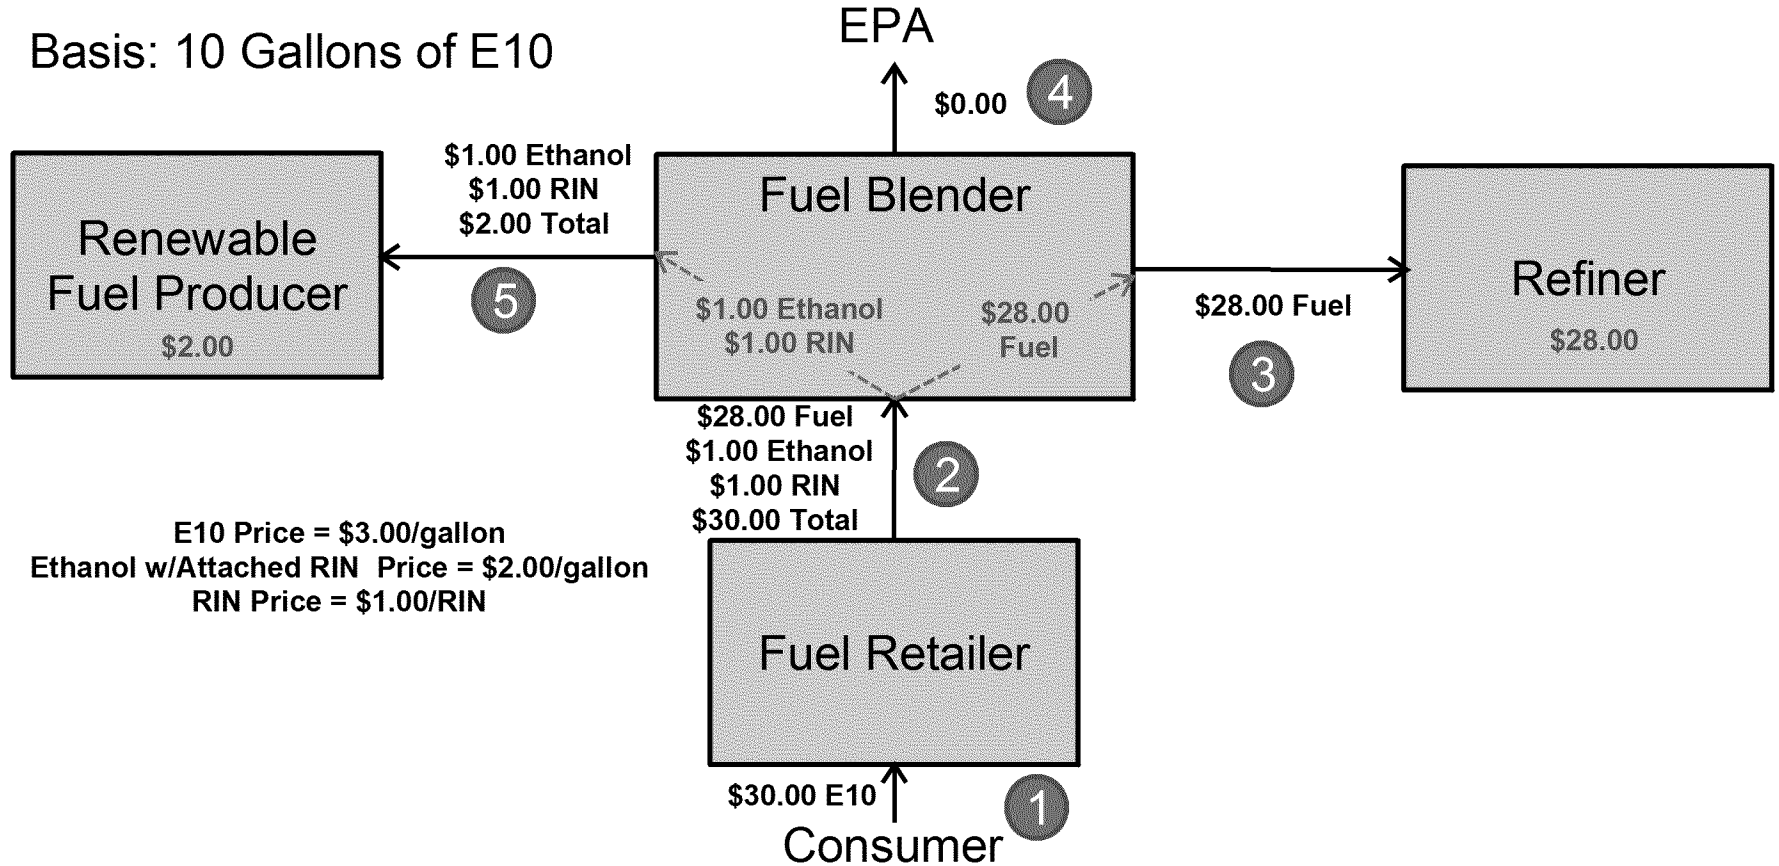 Basis: 10 Gallons of E10
EPA
$0.00
4
$1.00 Ethanol
$1.00 RIN
$2.00 Total
5
Renewable
Fuel Producer
$2.00
Fuel Blender
$1.00 Ethanol
$1.00 RIN
$28.00
Fuel
$28.00 Fuel
3
Refiner
$28.00
$28.00 Fuel
$1.00 Ethanol
$1.00 RIN
$30.00 Total
2
E10 Price = $3.00/gallon
Ethanol w/Attached RIN  Price = $2.00/gallon
RIN Price = $1.00/RIN
Fuel Retailer
$30.00 E10
1
Consumer